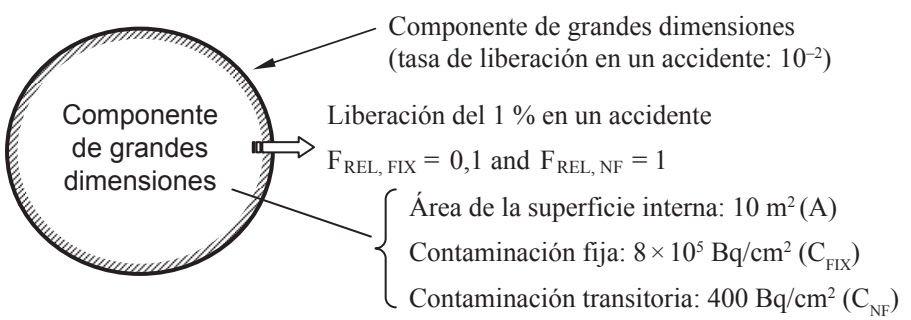 Componente de grandes dimensiones
(tasa de liberación en un accidente: 10⁻²)
Componente
de grandes
dimensiones
Liberación del 1 % en un accidente
F_REL, FIX = 0,1 and F_REL, NF = 1
Área de la superficie interna: 10 m² (A)
Contaminación fija: 8 × 10⁵ Bq/cm² (C_FIX)
Contaminación transitoria: 400 Bq/cm² (C_NF)